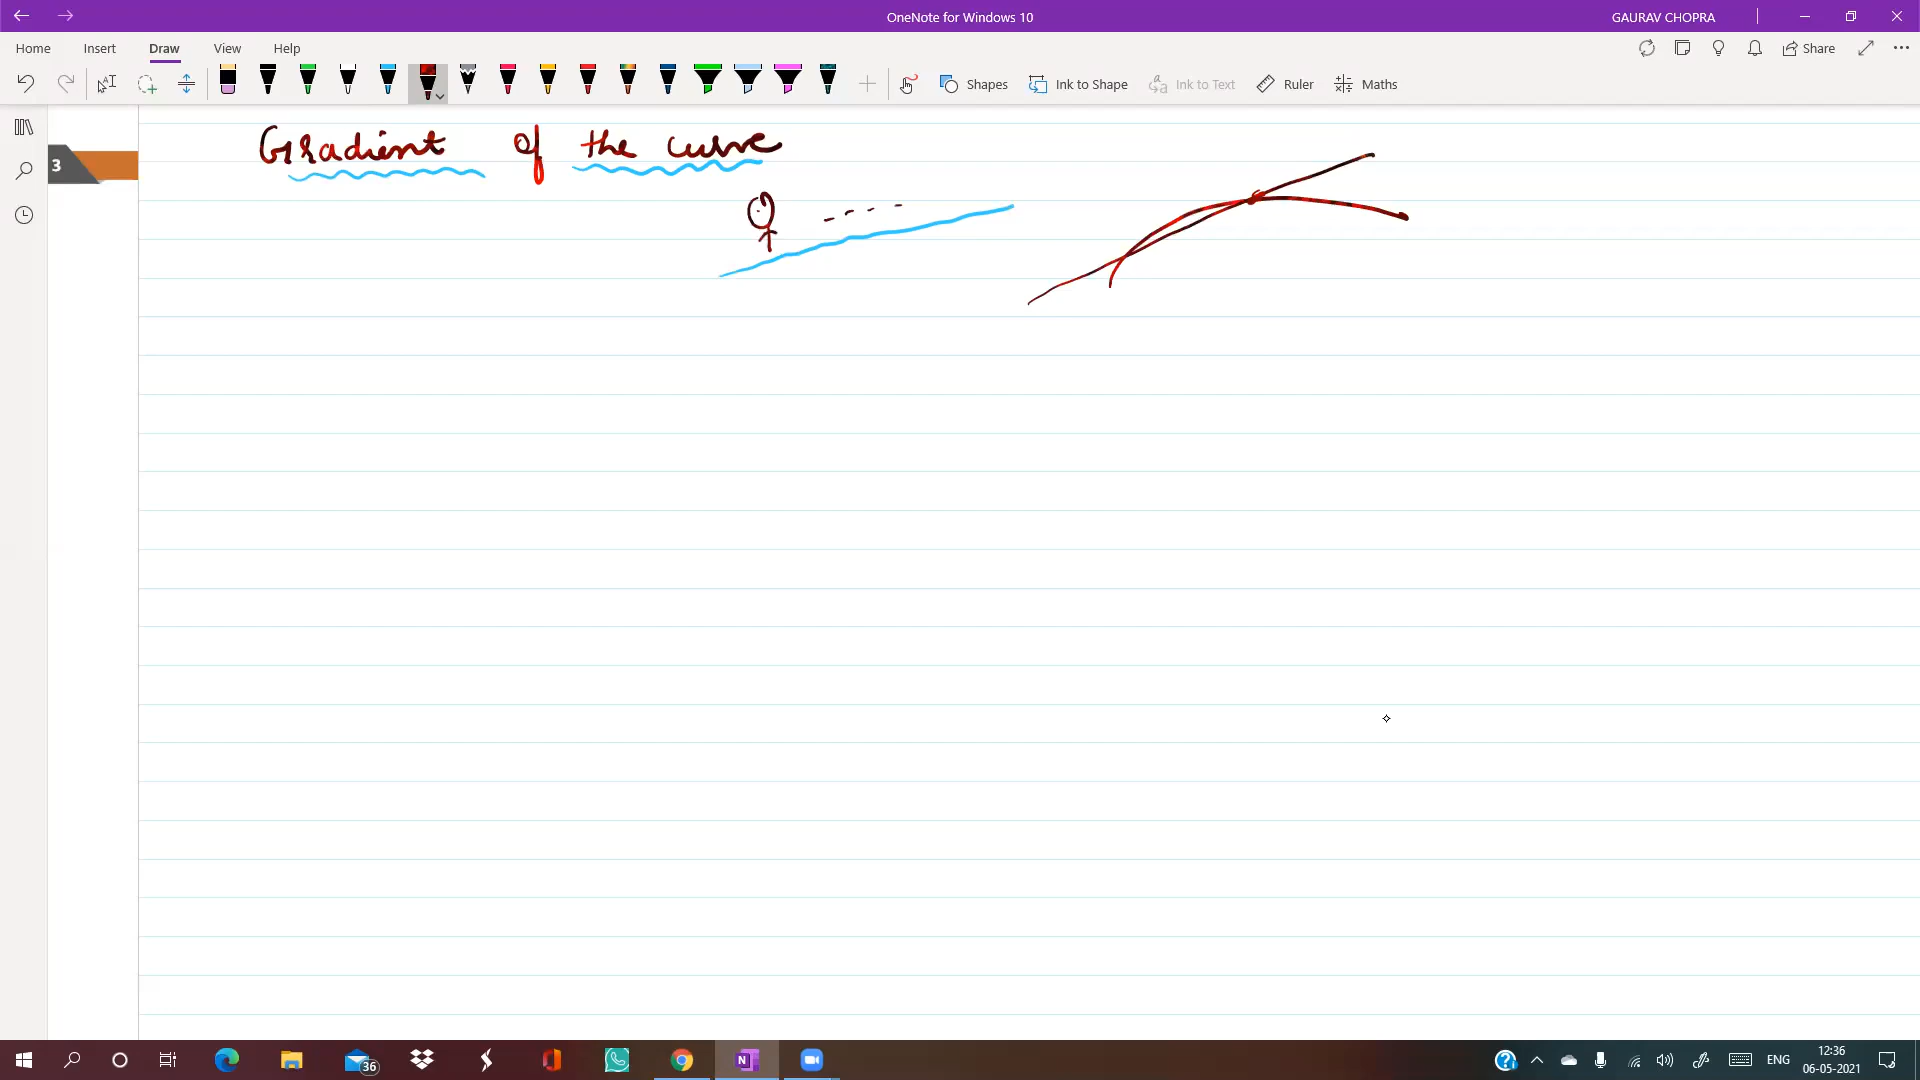 OneNote for Windows 10
GAURAV CHOPRA
Home Insert Draw View Help
Share
Shapes Ink to Shape Ink to Text Ruler Maths
Gradient of the curve
3
36
ENG
12:36
06-05-2021